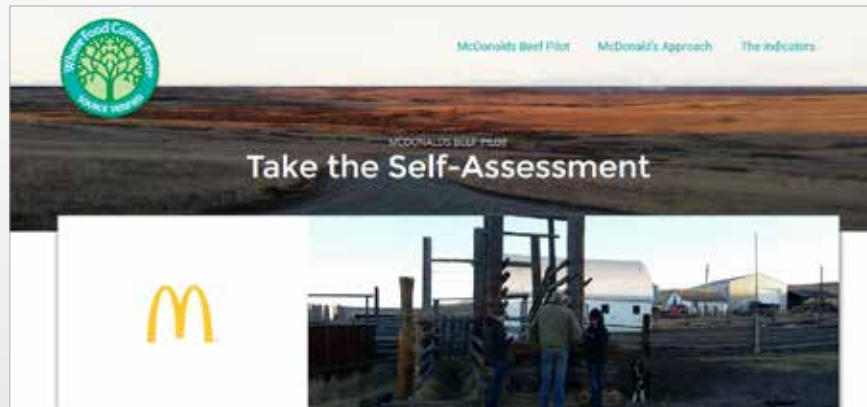 Where Food Comes From
SOURCE VERIFIED
McDonalds Beef Pilot McDonald's Approach The Indicators
MCDONALDS BEEF PILOT
Take the Self-Assessment